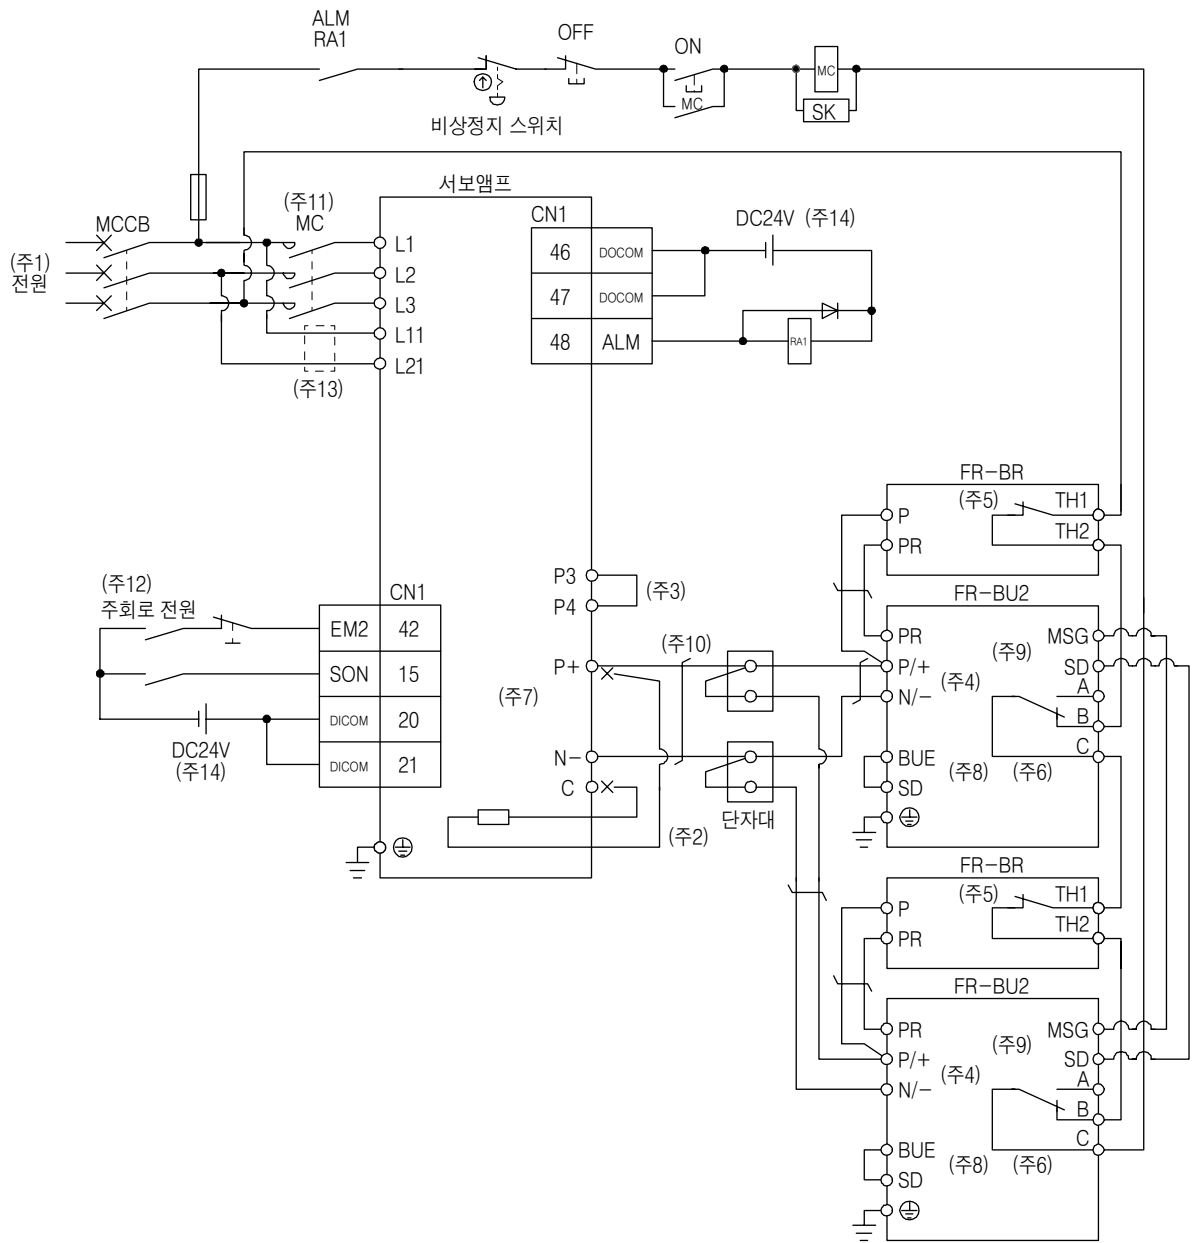 ALM
RA1
OFF
ON
MC
MC
SK
비상정지 스위치
서보앰프
(주11)
MC
MCCB
(주1)
전원
L1
L2
L3
L11
L21
(주13)
CN1
46 DOCOM
47 DOCOM
48 ALM
DC24V (주14)
RA1
FR-BR
(주5)
TH1
TH2
P
PR
P3
P4
(주3)
(주12)
주회로 전원
CN1
EM2 42
SON 15
DICOM 20
DICOM 21
DC24V
(주14)
P+
(주7)
N-
C
(주10)
(주2)
단자대
FR-BU2
PR
P/+
N/-
(주4)
(주9)
MSG
SD
A
B
C
BUE
SD
(주8)
(주6)
FR-BR
(주5)
TH1
TH2
P
PR
FR-BU2
PR
P/+
N/-
(주4)
(주9)
MSG
SD
A
B
C
BUE
SD
(주8)
(주6)